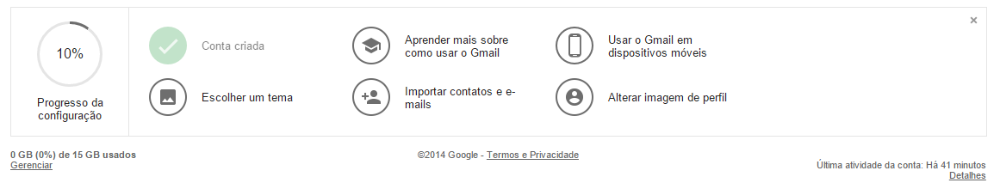 10%
Progresso da
configuração
Conta criada
Aprender mais sobre
como usar o Gmail
Usar o Gmail em
dispositivos móveis
Escolher um tema
Importar contatos e e-
mails
Alterar imagem de perfil
0 GB (0%) de 15 GB usados
Gerenciar
©2014 Google - Termos e Privacidade
Última atividade da conta: Há 41 minutos
Detalhes